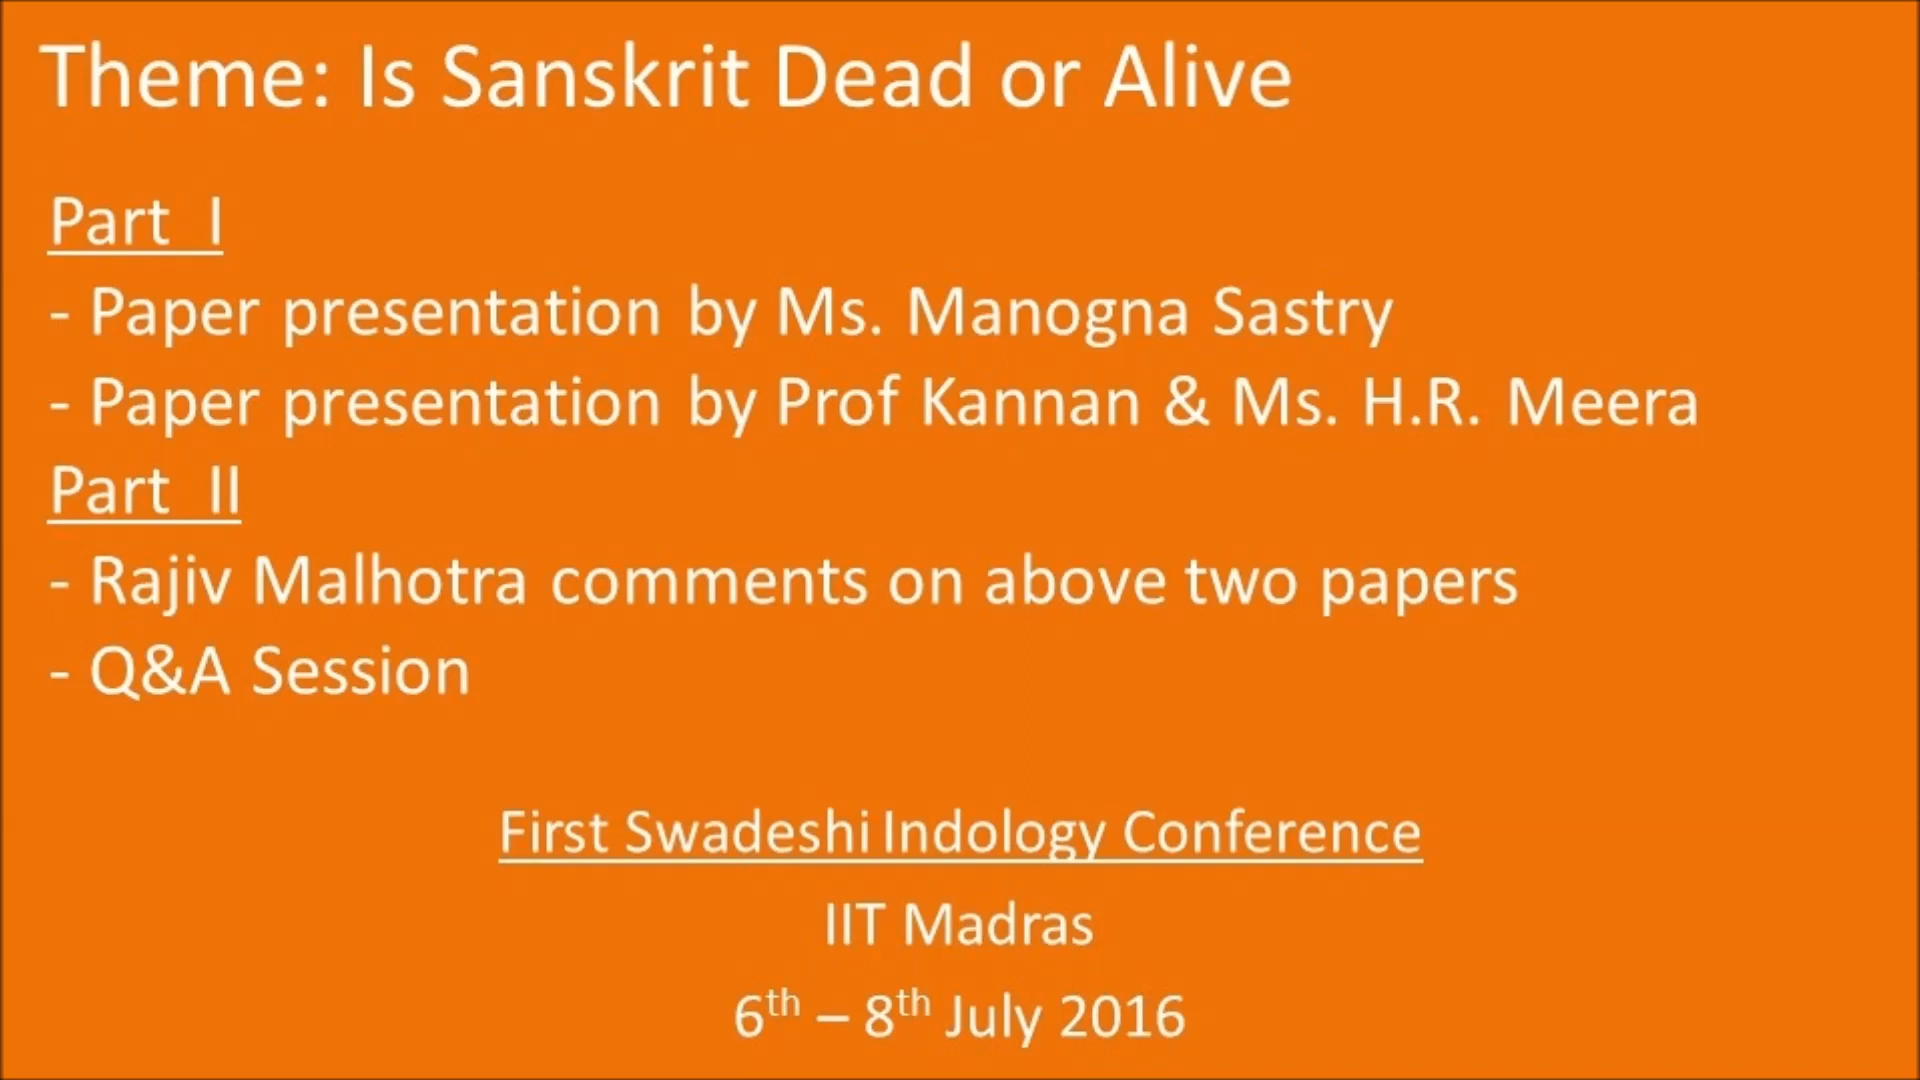 Theme: Is Sanskrit Dead or Alive
Part I
- Paper presentation by Ms. Manogna Sastry
- Paper presentation by Prof Kannan & Ms. H.R. Meera
Part II
- Rajiv Malhotra comments on above two papers
- Q&A Session
First Swadeshi Indology Conference
IIT Madras
6th – 8th July 2016